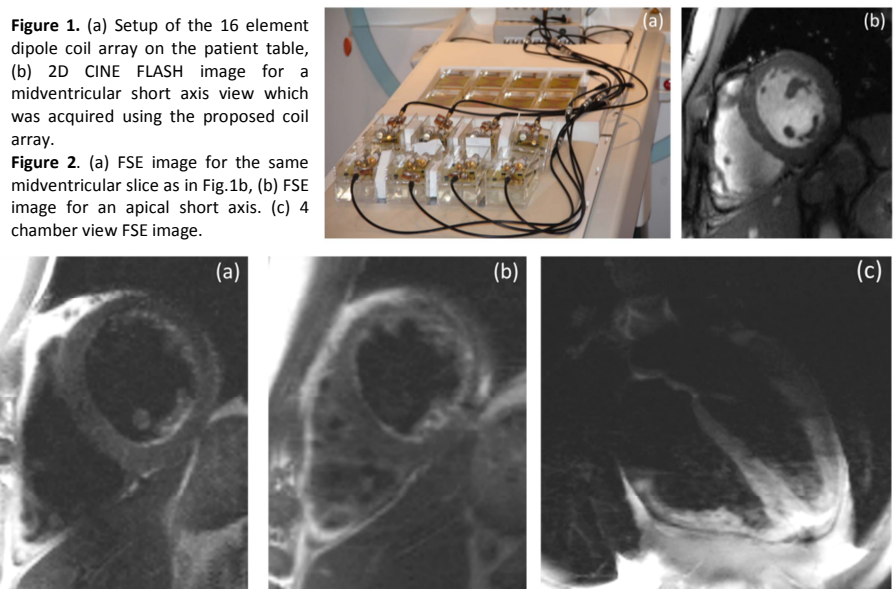 Figure 1. (a) Setup of the 16 element
dipole coil array on the patient table,
(b) 2D CINE FLASH image for a
midventricular short axis view which
was acquired using the proposed coil
array.
Figure 2. (a) FSE image for the same
midventricular slice as in Fig.1b, (b) FSE
image for an apical short axis. (c) 4
chamber view FSE image.
(a)
(b)
(a)
(b)
(c)